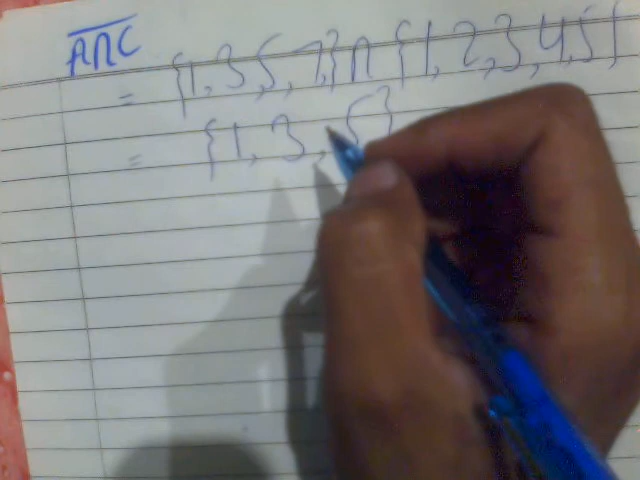 A∩C
= {1, 3, 5, 7,} ∩ {1, 2, 3, 4, 5}
= {1, 3, 5}